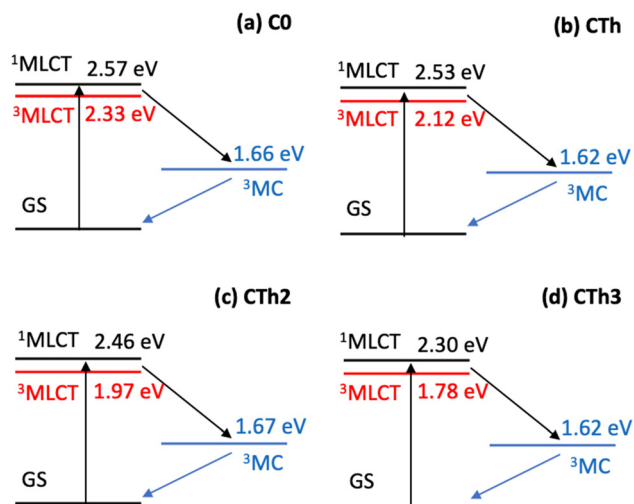 (a) C0
¹MLCT 2.57 eV
³MLCT 2.33 eV
1.66 eV
³MC
GS
(b) CTh
¹MLCT 2.53 eV
³MLCT 2.12 eV
1.62 eV
³MC
GS
(c) CTh2
¹MLCT 2.46 eV
³MLCT 1.97 eV
1.67 eV
³MC
GS
(d) CTh3
¹MLCT 2.30 eV
³MLCT 1.78 eV
1.62 eV
³MC
GS